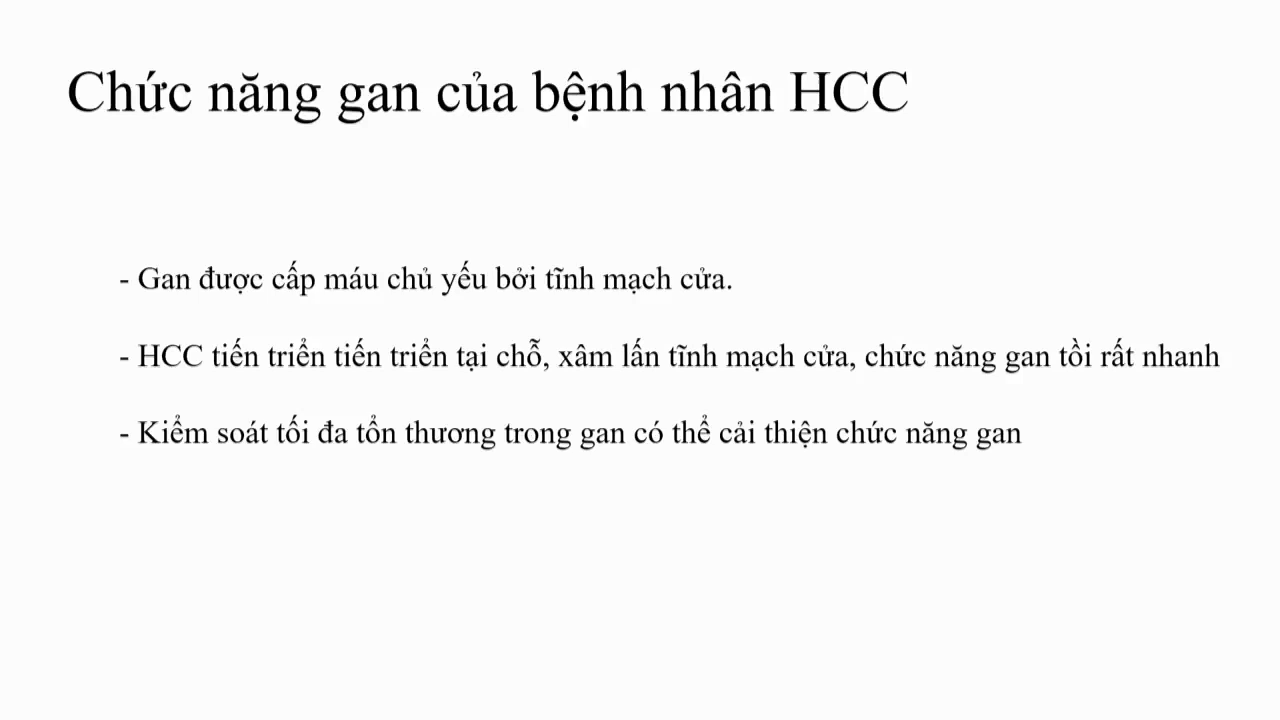 Chức năng gan của bệnh nhân HCC
- Gan được cấp máu chủ yếu bởi tĩnh mạch cửa.
- HCC tiến triển tiến triển tại chỗ, xâm lấn tĩnh mạch cửa, chức năng gan tồi rất nhanh
- Kiểm soát tối đa tổn thương trong gan có thể cải thiện chức năng gan